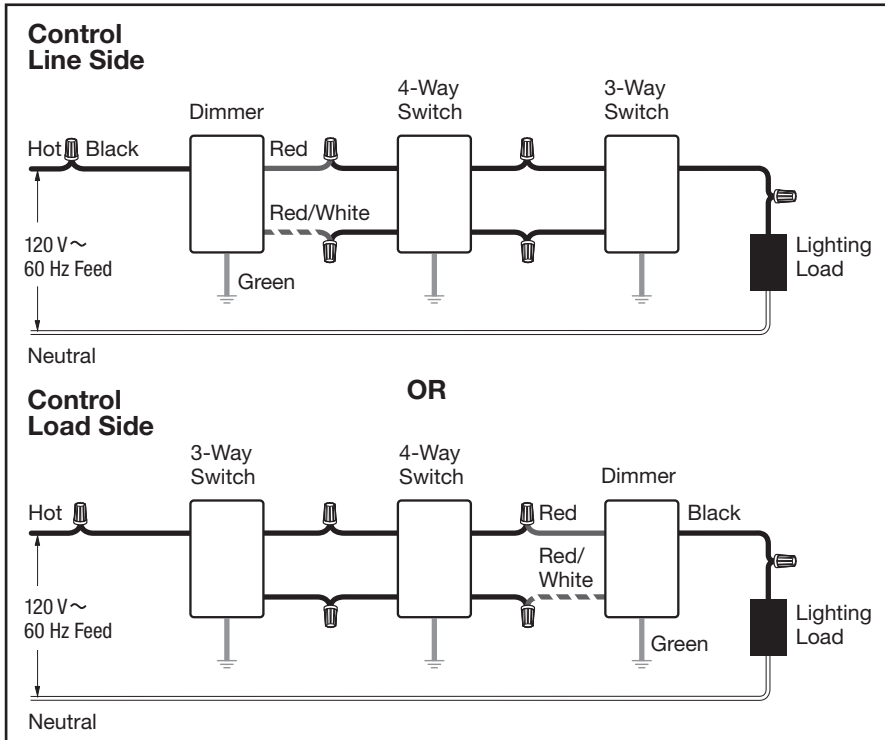 Control
Line Side
Dimmer
4-Way
Switch
3-Way
Switch
Hot
Black
Red
Red/White
120 V~
60 Hz Feed
Green
Lighting
Load
Neutral
OR
Control
Load Side
3-Way
Switch
4-Way
Switch
Dimmer
Hot
Red
Black
Red/
White
120 V~
60 Hz Feed
Green
Lighting
Load
Neutral